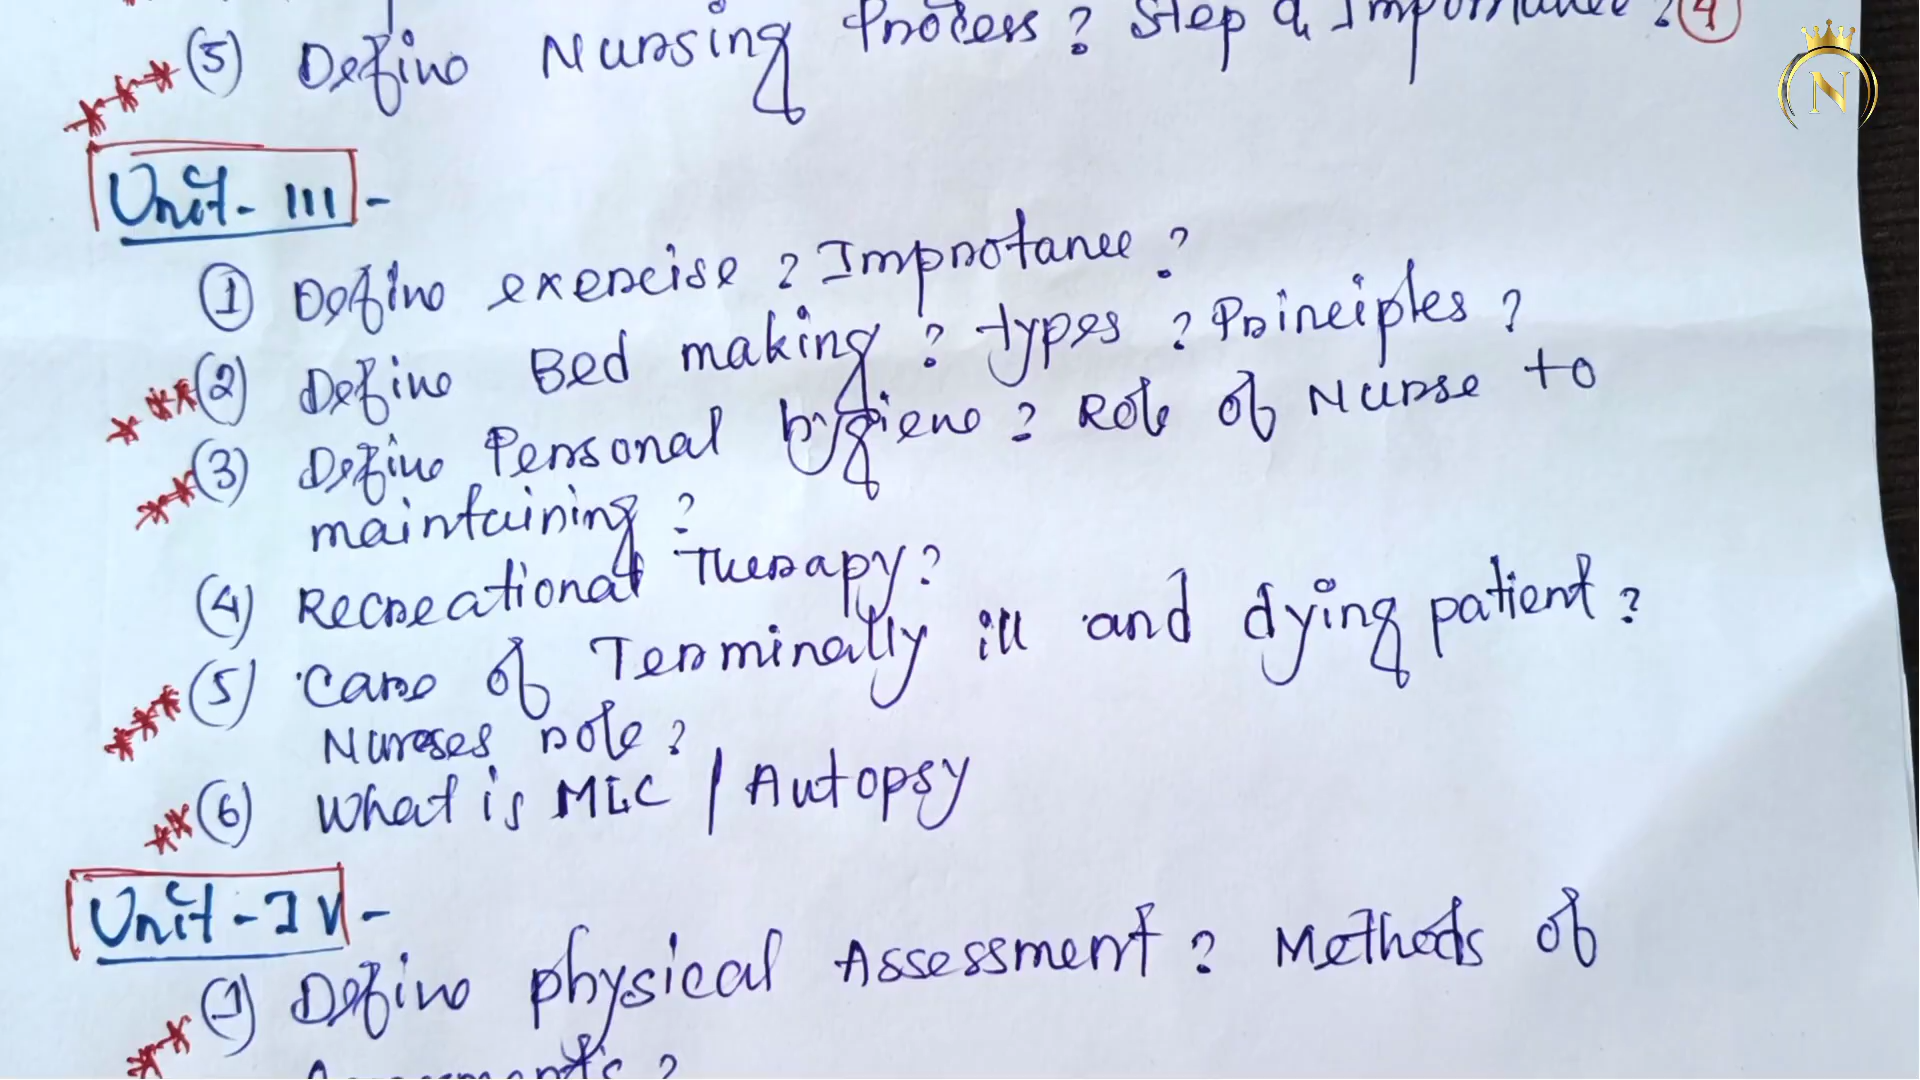 (5) Define Nursing Process? Step & Importance? (4)
Unit-III-
(1) Define exercise? Improtance?
(2) Define Bed making? types? Principles?
(3) Define Personal hygiene? Role of Nurse to
maintaining?
(4) Recreational Therapy?
(5) Care of Terminally ill and dying patient?
Nurses role?
(6) What is MLC / Autopsy
Unit-IV-
(1) Define physical Assessment? Methods of
Assessments?
N